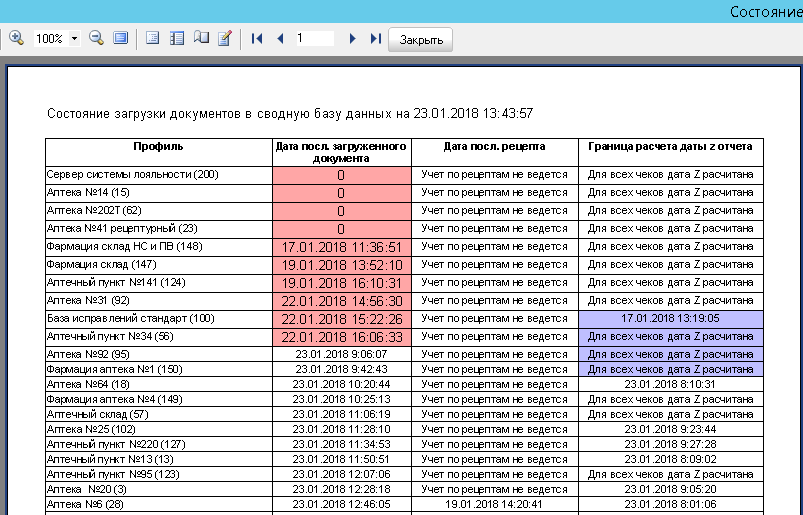 Состояние
100%
1
Закрыть
Состояние загрузки документов в сводную базу данных на 23.01.2018 13:43:57
Профиль Дата посл. загруженного документа Дата посл. рецепта Граница расчета даты z отчета
Сервер системы лояльности (200) 0 Учет по рецептам не ведется Для всех чеков дата Z расчитана
Аптека №14 (15) 0 Учет по рецептам не ведется Для всех чеков дата Z расчитана
Аптека №202Т (62) 0 Учет по рецептам не ведется Для всех чеков дата Z расчитана
Аптека №41 рецептурный (23) 0 Учет по рецептам не ведется Для всех чеков дата Z расчитана
Фармация склад НС и ПВ (148) 17.01.2018 11:36:51 Учет по рецептам не ведется Для всех чеков дата Z расчитана
Фармация склад (147) 19.01.2018 13:52:10 Учет по рецептам не ведется Для всех чеков дата Z расчитана
Аптечный пункт №141 (124) 19.01.2018 16:10:31 Учет по рецептам не ведется Для всех чеков дата Z расчитана
Аптека №31 (92) 22.01.2018 14:56:30 Учет по рецептам не ведется Для всех чеков дата Z расчитана
База исправлений стандарт (100) 22.01.2018 15:22:26 Учет по рецептам не ведется 17.01.2018 13:19:05
Аптечный пункт №34 (56) 22.01.2018 16:06:33 Учет по рецептам не ведется Для всех чеков дата Z расчитана
Аптека №92 (95) 23.01.2018 9:06:07 Учет по рецептам не ведется Для всех чеков дата Z расчитана
Фармация аптека №1 (150) 23.01.2018 9:42:43 Учет по рецептам не ведется Для всех чеков дата Z расчитана
Аптека №64 (18) 23.01.2018 10:20:44 Учет по рецептам не ведется 23.01.2018 8:10:31
Фармация аптека №4 (149) 23.01.2018 10:25:13 Учет по рецептам не ведется Для всех чеков дата Z расчитана
Аптечный склад (57) 23.01.2018 11:06:19 Учет по рецептам не ведется Для всех чеков дата Z расчитана
Аптека №25 (102) 23.01.2018 11:28:10 Учет по рецептам не ведется 23.01.2018 9:23:44
Аптечный пункт №220 (127) 23.01.2018 11:34:53 Учет по рецептам не ведется 23.01.2018 9:27:28
Аптечный пункт №13 (13) 23.01.2018 11:50:51 Учет по рецептам не ведется 23.01.2018 8:09:02
Аптечный пункт №95 (123) 23.01.2018 12:07:06 Учет по рецептам не ведется Для всех чеков дата Z расчитана
Аптека №20 (3) 23.01.2018 12:28:18 Учет по рецептам не ведется 23.01.2018 9:05:20
Аптека №6 (28) 23.01.2018 12:46:05 19.01.2018 14:20:41 23.01.2018 8:01:06